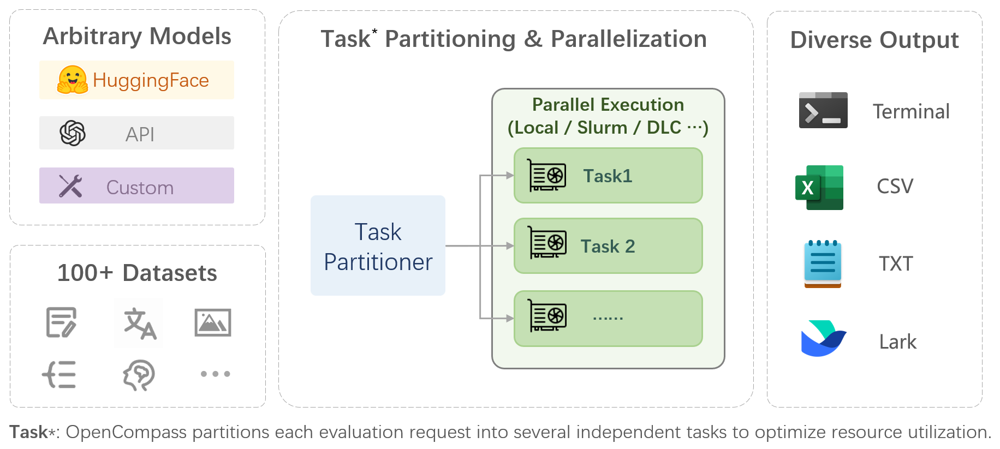 Arbitrary Models
HuggingFace
API
Custom
100+ Datasets
Task* Partitioning & Parallelization
Task
Partitioner
Parallel Execution
(Local / Slurm / DLC ···)
Task1
Task 2
······
Diverse Output
Terminal
X
CSV
TXT
Lark
Task*: OpenCompass partitions each evaluation request into several independent tasks to optimize resource utilization.